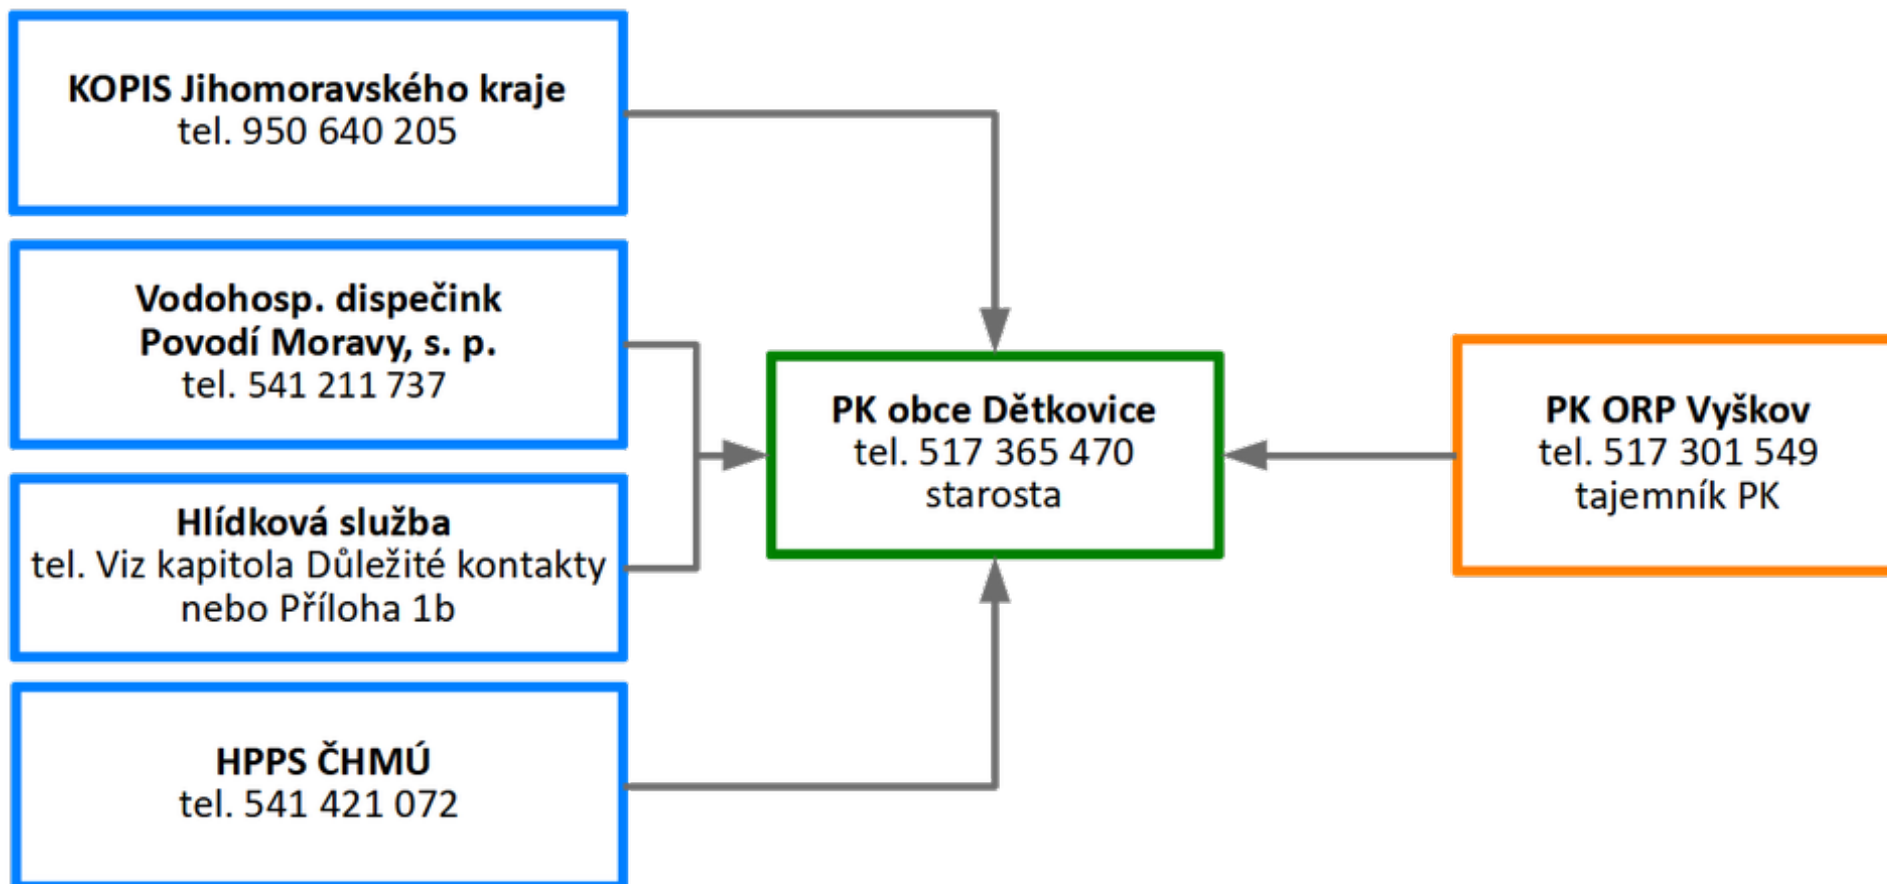 KOPIS Jihomoravského kraje
tel. 950 640 205
Vodohosp. dispečink
Povodí Moravy, s. p.
tel. 541 211 737
Hlídková služba
tel. Viz kapitola Důležité kontakty
nebo Příloha 1b
HPPS ČHMÚ
tel. 541 421 072
PK obce Dětkovice
tel. 517 365 470
starosta
PK ORP Vyškov
tel. 517 301 549
tajemník PK